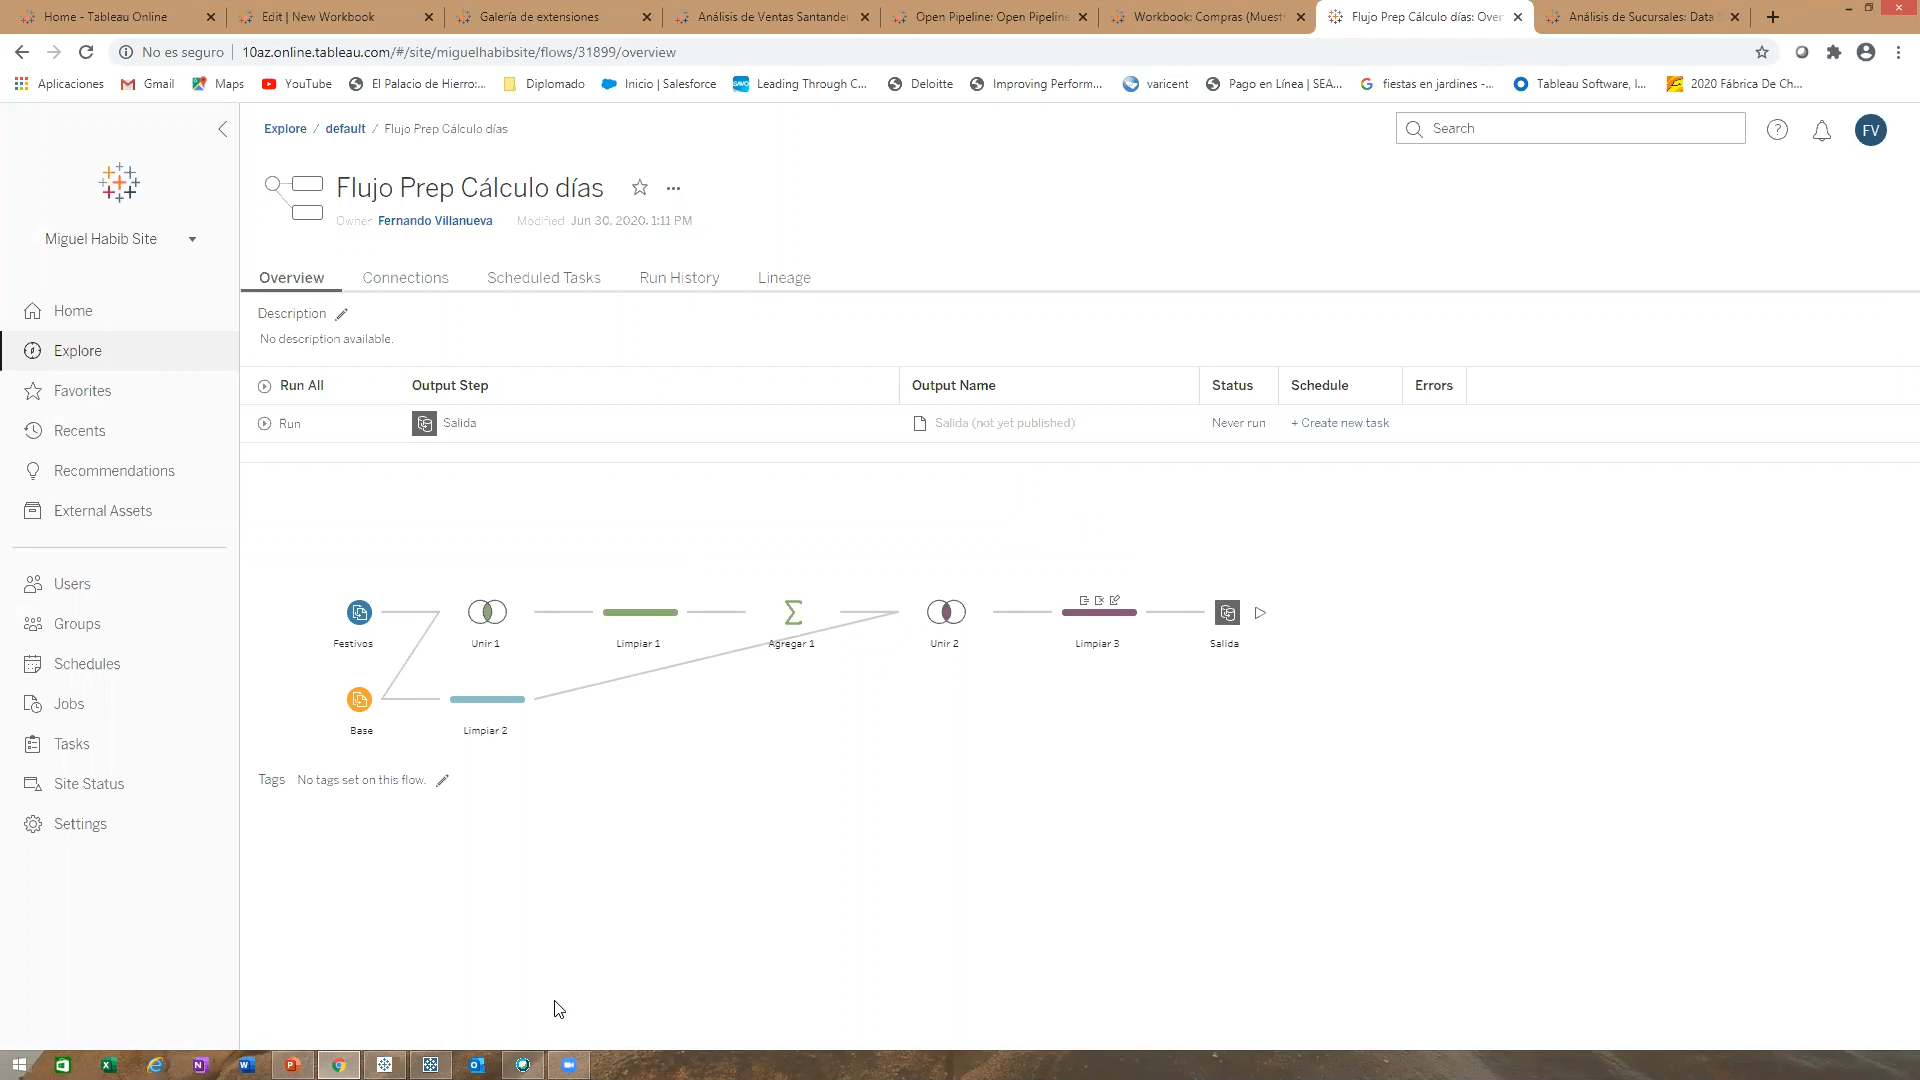 Home - Tableau Online
Edit | New Workbook
Galería de extensiones
Análisis de Ventas Santander
Open Pipeline: Open Pipeline
Workbook: Compras (Muest
Flujo Prep Cálculo días: Over
Análisis de Sucursales: Data S
No es seguro
10az.online.tableau.com/#/site/miguelhabibsite/flows/31899/overview
Aplicaciones
Gmail
Maps
YouTube
El Palacio de Hierro:...
Diplomado
Inicio | Salesforce
Leading Through C...
Deloitte
Improving Perform...
varicent
Pago en Línea | SEA...
fiestas en jardines -...
Tableau Software, I...
2020 Fábrica De Ch...
Explore / default / Flujo Prep Cálculo días
Search
FV
Flujo Prep Cálculo días
Owner Fernando Villanueva Modified Jun 30, 2020, 1:11 PM
Miguel Habib Site
Home
Explore
Favorites
Recents
Recommendations
External Assets
Users
Groups
Schedules
Jobs
Tasks
Site Status
Settings
Overview Connections Scheduled Tasks Run History Lineage
Description
No description available.
Run All Output Step Output Name Status Schedule Errors
Run Salida Salida (not yet published) Never run + Create new task
Festivos Unir 1 Limpiar 1 Agregar 1 Unir 2 Limpiar 3 Salida
Base Limpiar 2
Tags No tags set on this flow.